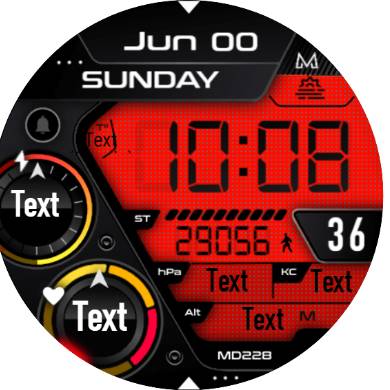 Jun 00
SUNDAY
M
Text
10:08
Text
ST
29056
36
hPa
Text
KC
Text
Text
Alt
Text
M
MD228